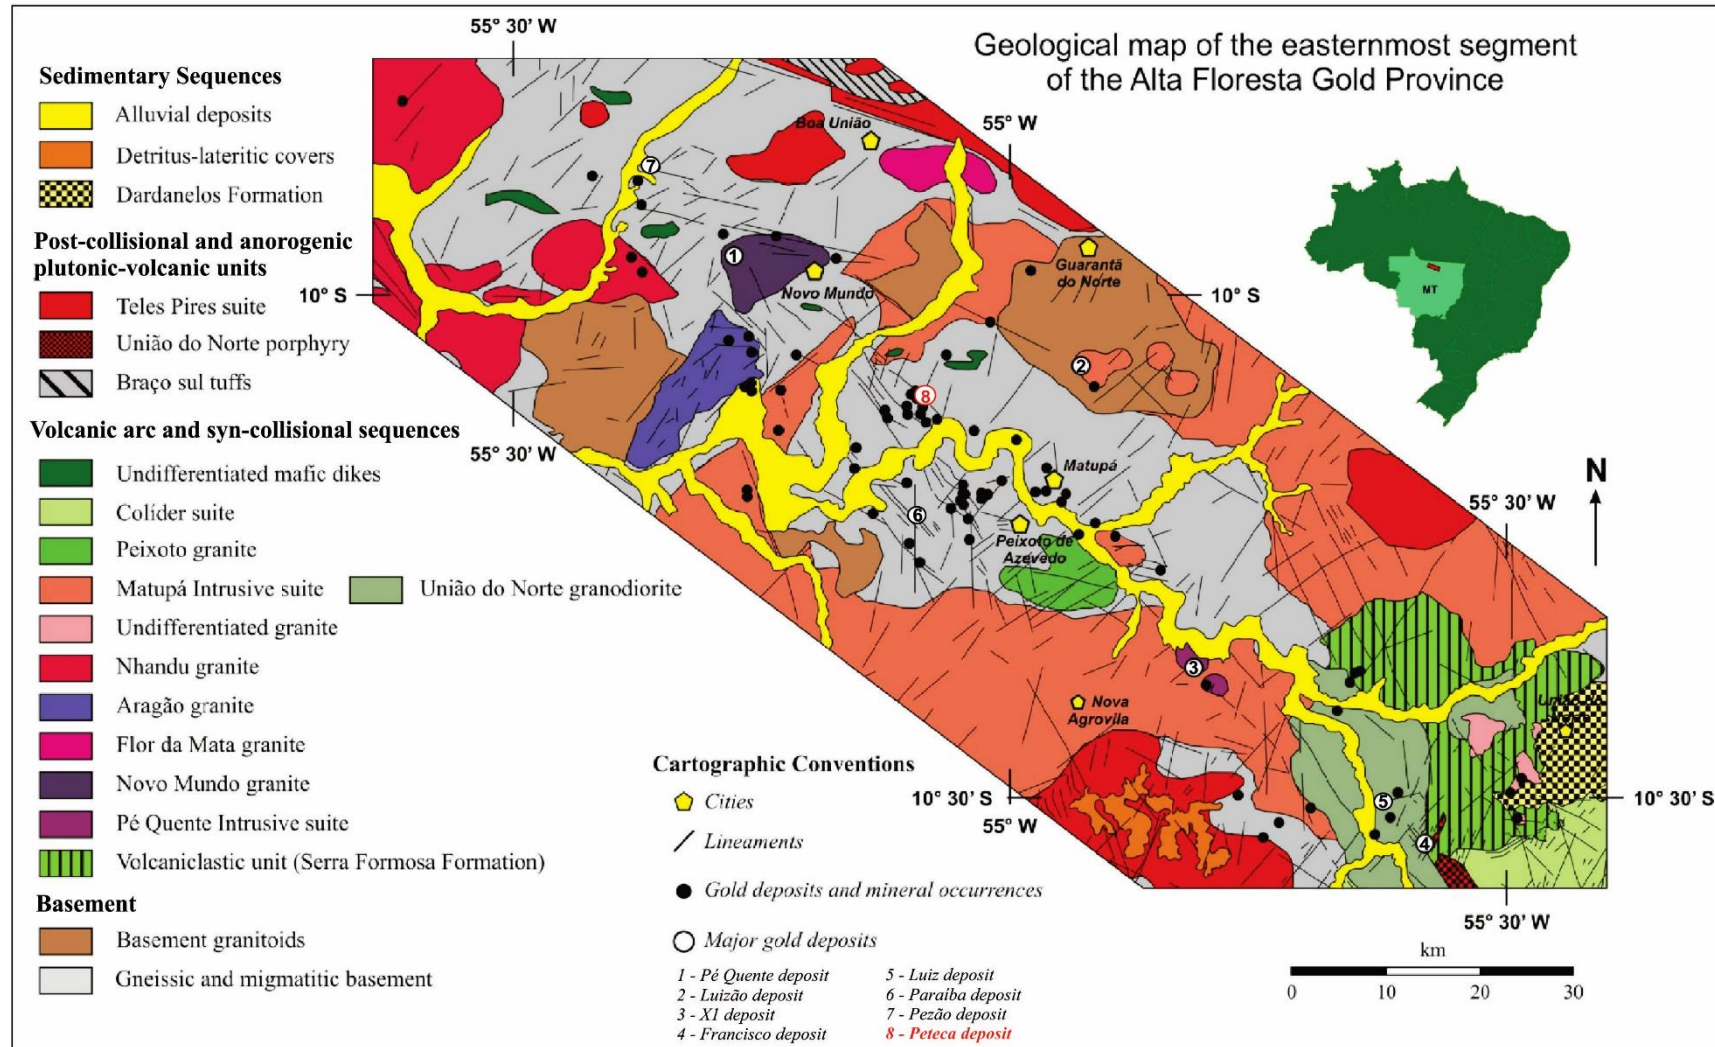 Geological map of the easternmost segment
of the Alta Floresta Gold Province
Sedimentary Sequences
Alluvial deposits
Detritus-lateritic covers
Dardanelos Formation
Post-collisional and anorogenic
plutonic-volcanic units
Teles Pires suite
União do Norte porphyry
Braço sul tuffs
Volcanic arc and syn-collisional sequences
Undifferentiated mafic dikes
Colíder suite
Peixoto granite
Matupá Intrusive suite
União do Norte granodiorite
Undifferentiated granite
Nhandu granite
Aragão granite
Flor da Mata granite
Novo Mundo granite
Pé Quente Intrusive suite
Volcaniclastic unit (Serra Formosa Formation)
Basement
Basement granitoids
Gneissic and migmatitic basement
55° 30' W
55° W
Boa União
7
1
Novo Mundo
Guarantã
do Norte
10° S
10° S
MT
2
8
55° 30' W
Matupá
6
Peixoto de
Azevedo
N
55° 30' W
3
Nova
Agrovila
5
4
10° 30' S
55° W
10° 30' S
55° 30' W
Cartographic Conventions
Cities
Lineaments
Gold deposits and mineral occurrences
Major gold deposits
1 - Pé Quente deposit
2 - Luizão deposit
3 - X1 deposit
4 - Francisco deposit
5 - Luiz deposit
6 - Paraíba deposit
7 - Pezão deposit
8 - Peteca deposit
km
0 10 20 30